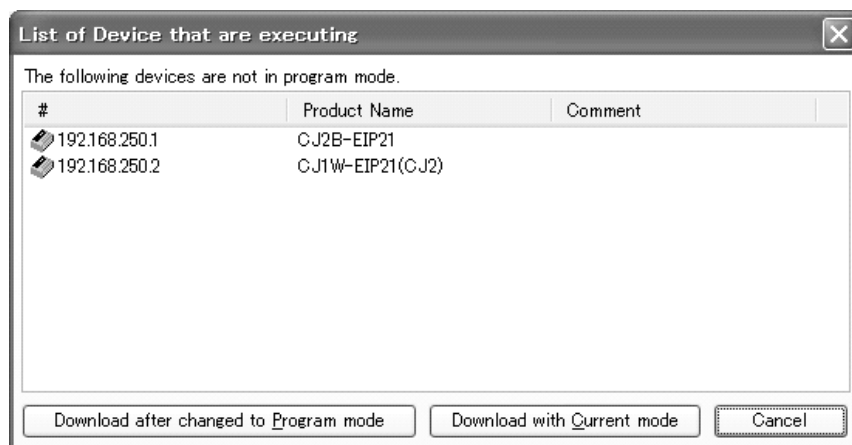 List of Device that are executing
The following devices are not in program mode.
# Product Name Comment
192.168.250.1 CJ2B-EIP21
192.168.250.2 CJ1W-EIP21(CJ2)
Download after changed to Program mode Download with Current mode Cancel